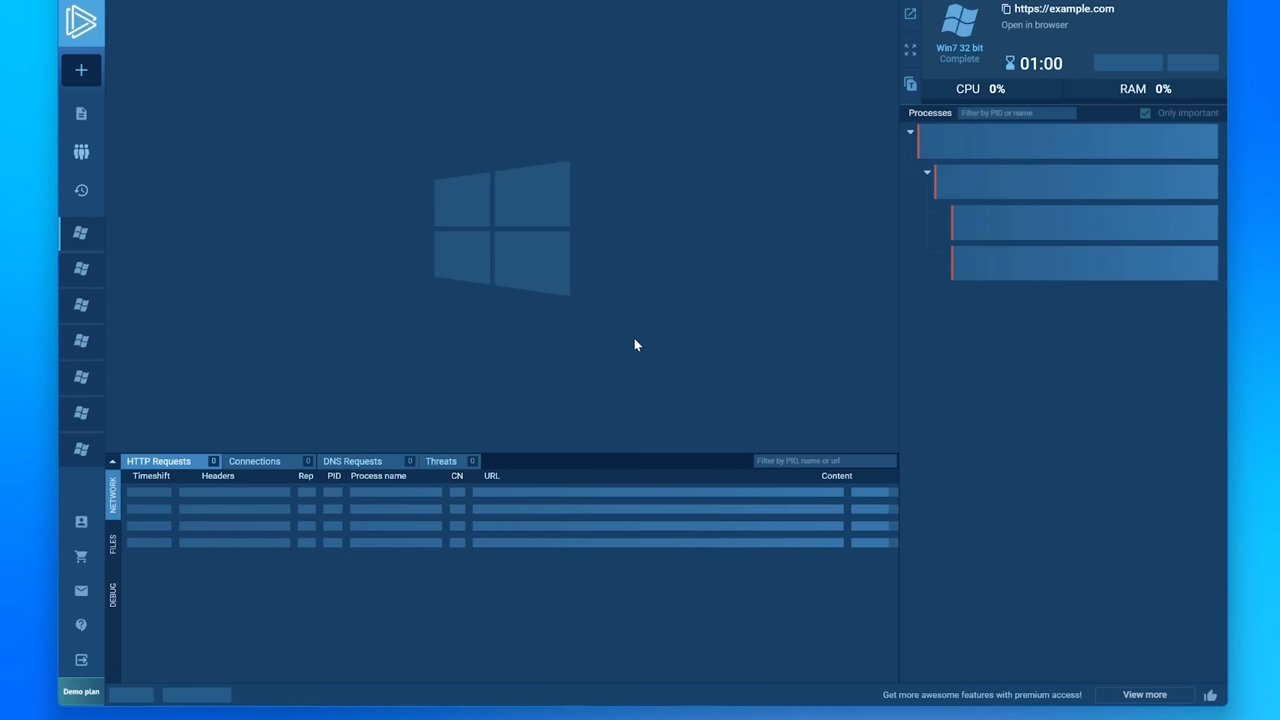 https://example.com
Open in browser
Win7 32 bit
Complete
01:00
CPU 0%
RAM 0%
Processes
Filter by PID or name
Only important
HTTP Requests 0
Connections 0
DNS Requests 0
Threats 0
Filter by PID, name or url
Timeshift
Headers
Rep
PID
Process name
CN
URL
Content
NETWORK
FILES
DEBUG
Demo plan
Get more awesome features with premium access!
View more